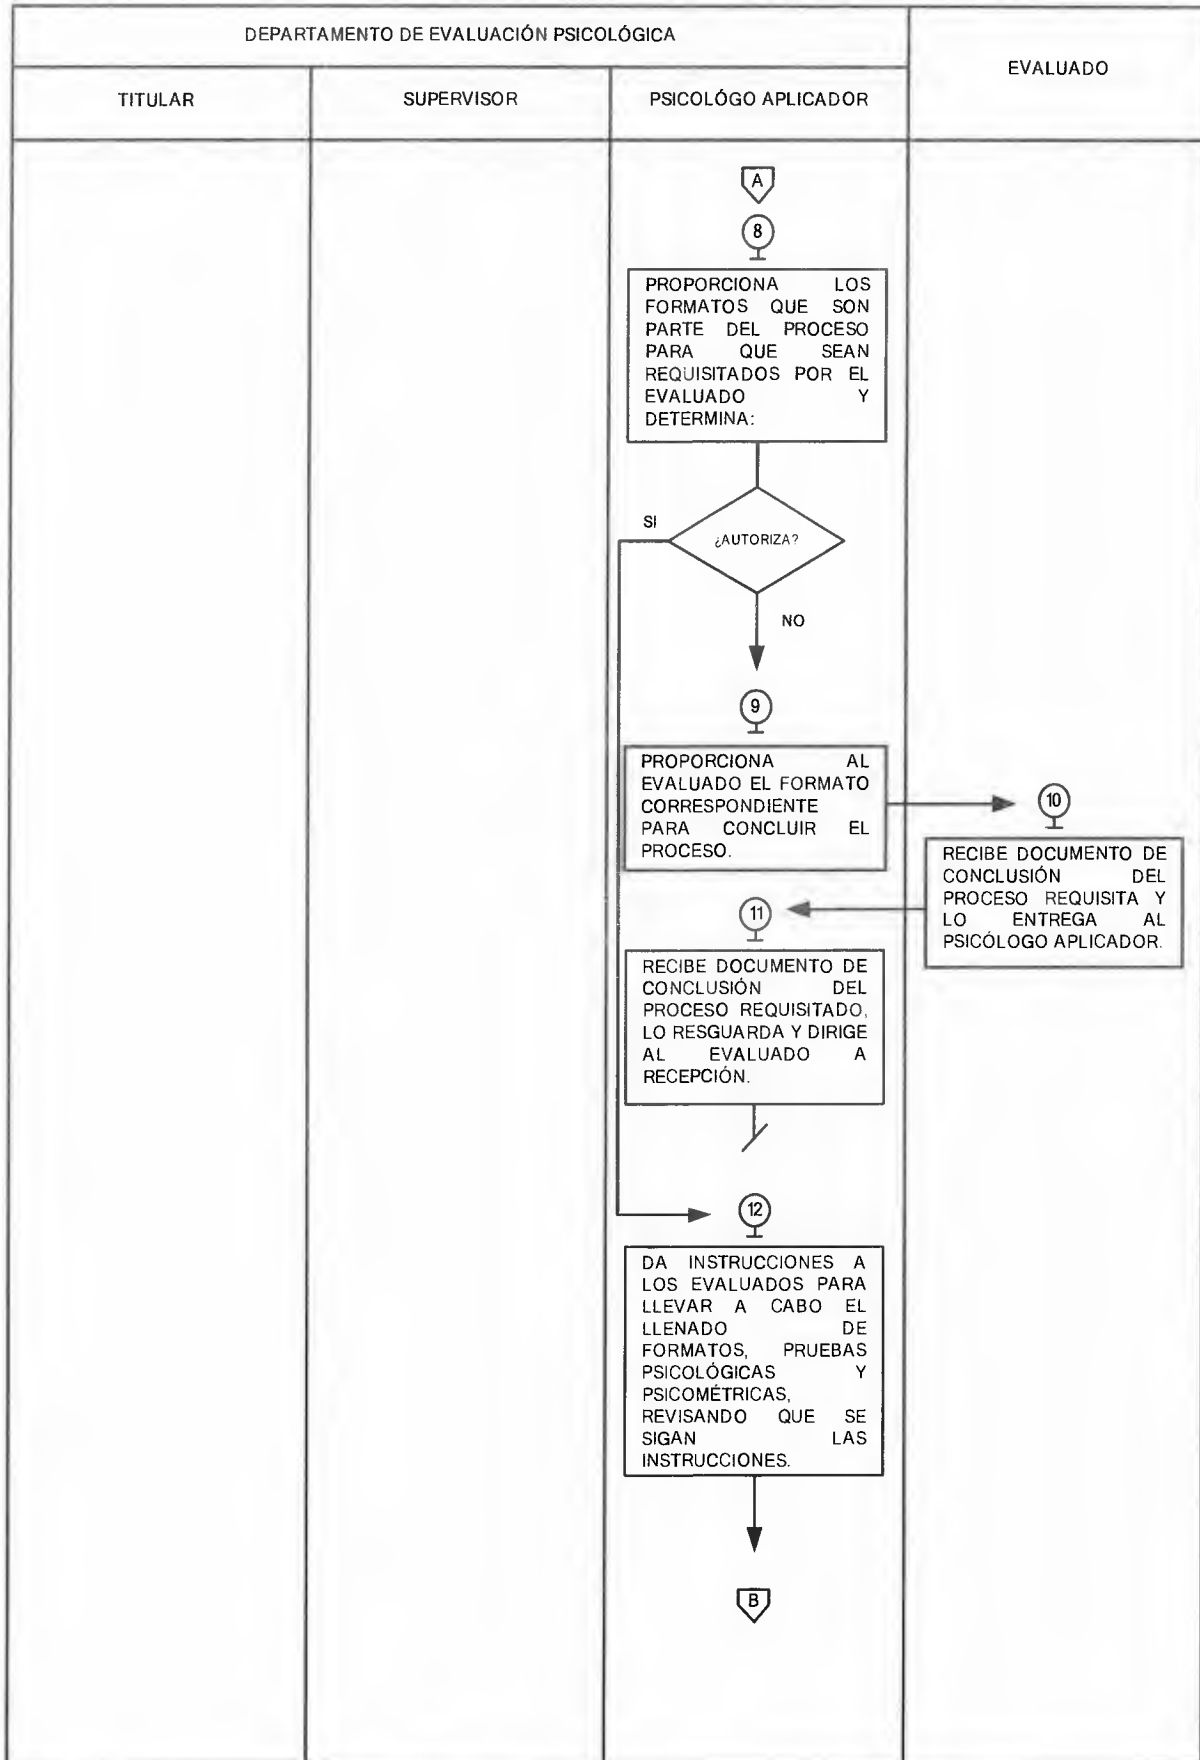 DEPARTAMENTO DE EVALUACIÓN PSICOLÓGICA
EVALUADO
TITULAR
SUPERVISOR
PSICOLÓGO APLICADOR
A
8
PROPORCIONA LOS
FORMATOS QUE SON
PARTE DEL PROCESO
PARA QUE SEAN
REQUISITADOS POR EL
EVALUADO Y
DETERMINA:
SI
¿AUTORIZA?
NO
9
PROPORCIONA AL
EVALUADO EL FORMATO
CORRESPONDIENTE
PARA CONCLUIR EL
PROCESO.
10
RECIBE DOCUMENTO DE
CONCLUSIÓN DEL
PROCESO REQUISITA Y
LO ENTREGA AL
PSICÓLOGO APLICADOR.
11
RECIBE DOCUMENTO DE
CONCLUSIÓN DEL
PROCESO REQUISITADO,
LO RESGUARDA Y DIRIGE
AL EVALUADO A
RECEPCIÓN.
12
DA INSTRUCCIONES A
LOS EVALUADOS PARA
LLEVAR A CABO EL
LLENADO DE
FORMATOS, PRUEBAS
PSICOLÓGICAS Y
PSICOMÉTRICAS,
REVISANDO QUE SE
SIGAN LAS
INSTRUCCIONES.
B